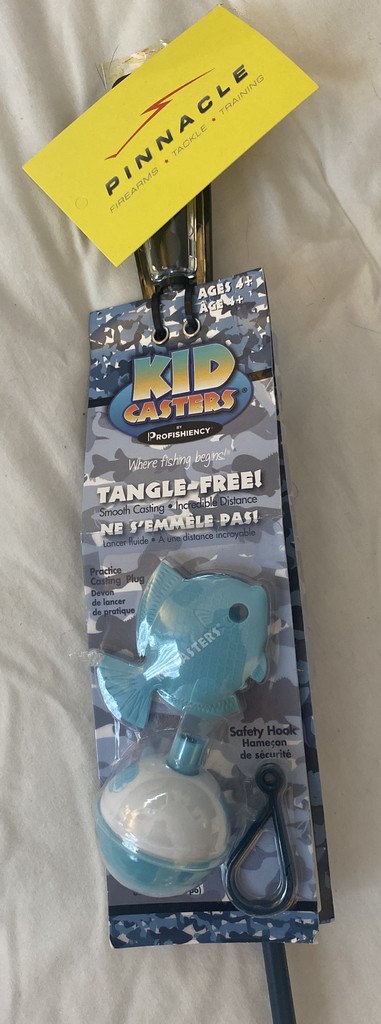 PINNACLE
FIREARMS • TACKLE • TRAINING
AGES 4+
ÂGE 4+
KID
CASTERS®
BY
PROFISHIENCY
Where fishing begins!™
TANGLE-FREE!
Smooth Casting • Incredible Distance
NE S'EMMÊLE PAS!
Lancer fluide • À une distance incroyable
Practice
Casting Plug
Devon
de lancer
de pratique
CASTERS
Safety Hook
Hameçon
de sécurité